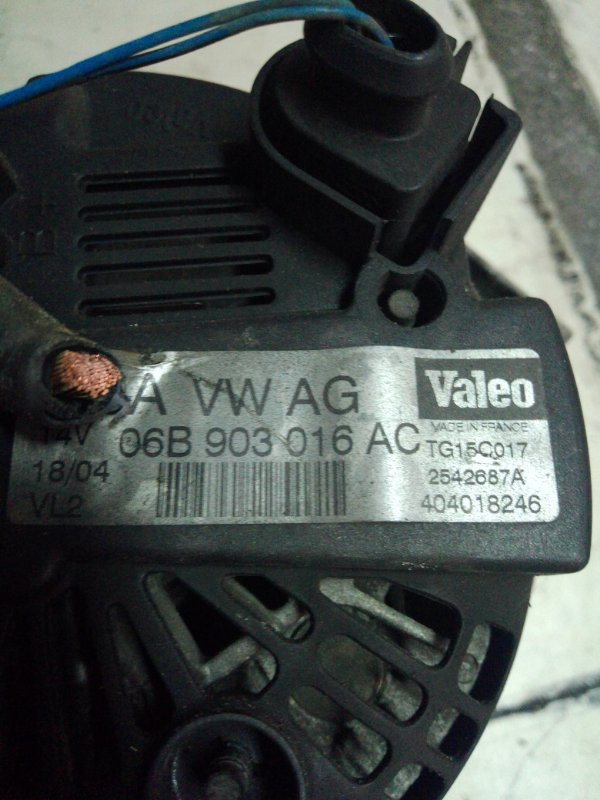 B+
A VW AG
Valeo
14V
06B 903 016 AC
MADE IN FRANCE
TG15C017
18/04
2542687A
VL2
404018246